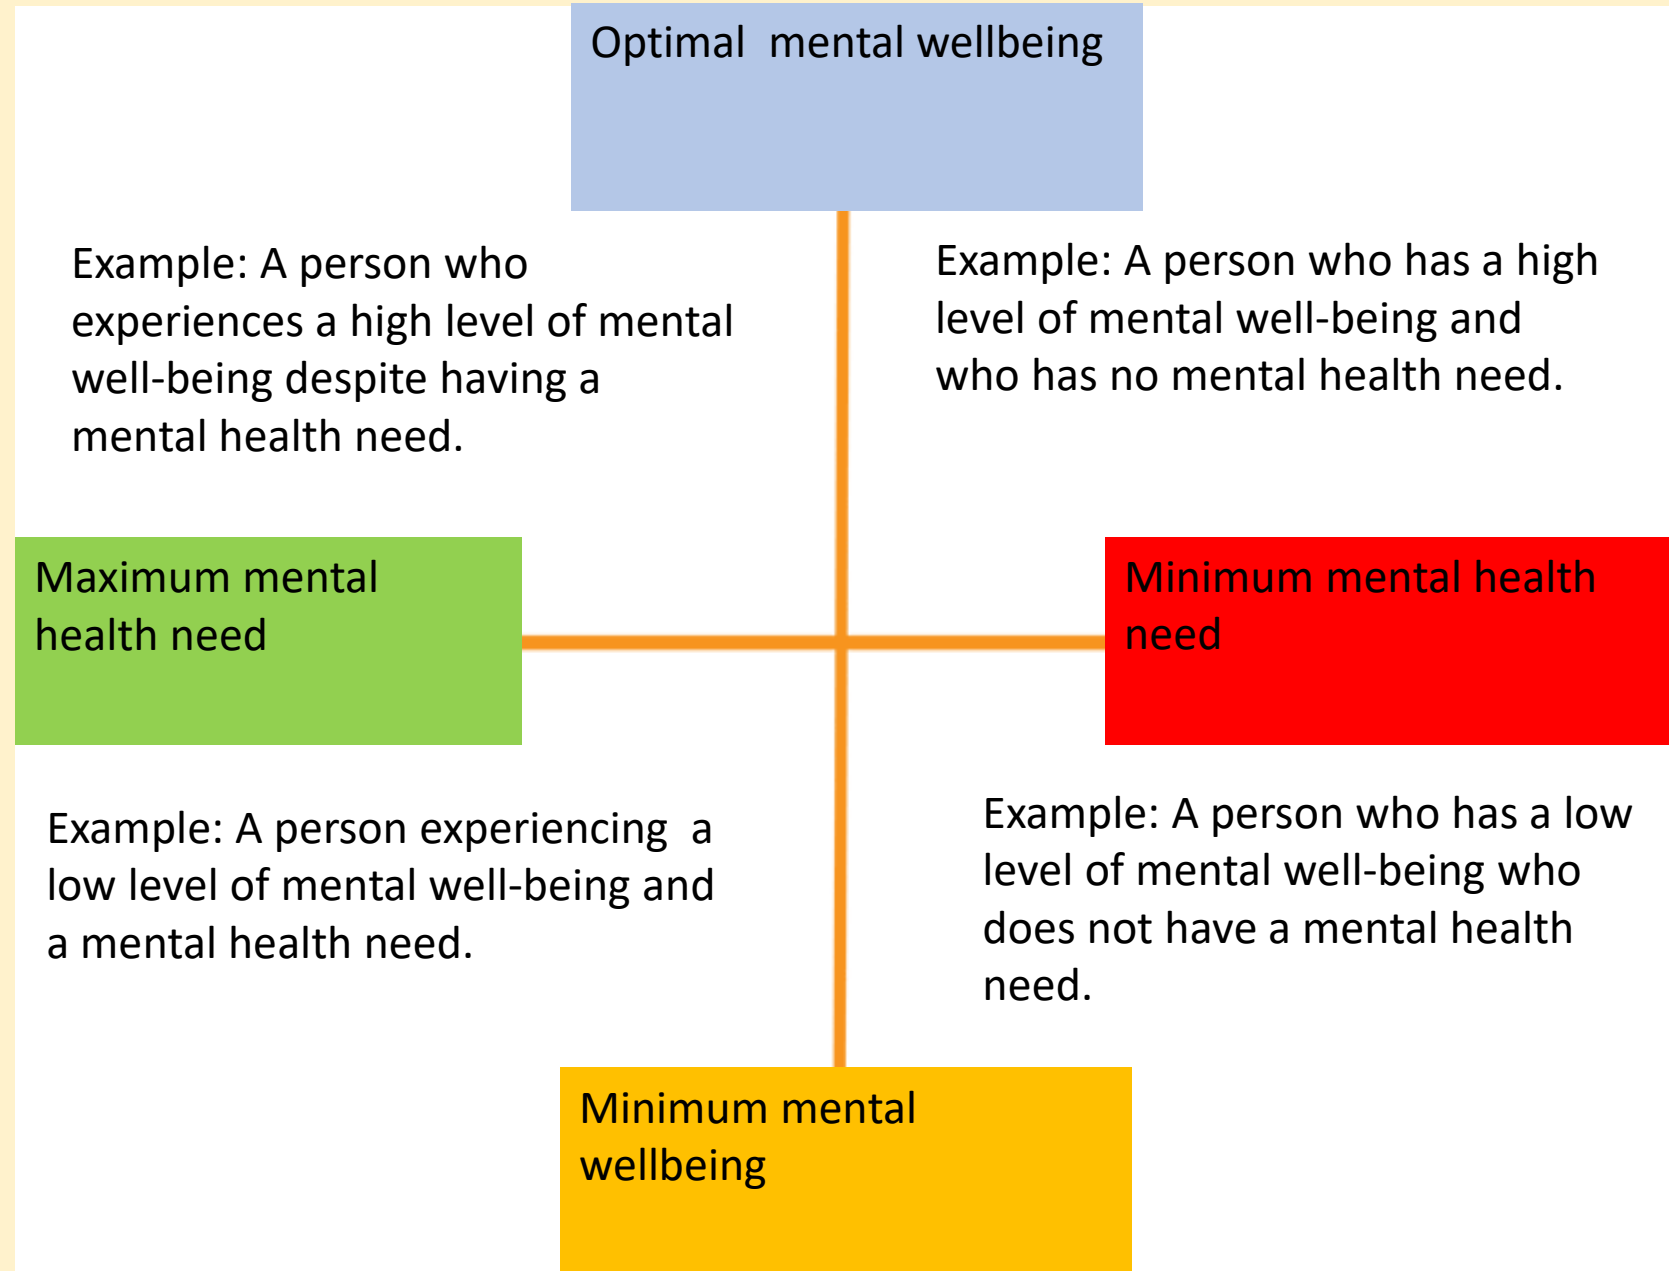 Optimal  mental wellbeing
Example: A person who
experiences a high level of mental
well-being despite having a
mental health need.
Example: A person who has a high
level of mental well-being and
who has no mental health need.
Maximum mental
health need
Minimum mental health
need
Example: A person experiencing  a
low level of mental well-being and
a mental health need.
Example: A person who has a low
level of mental well-being who
does not have a mental health
need.
Minimum mental
wellbeing